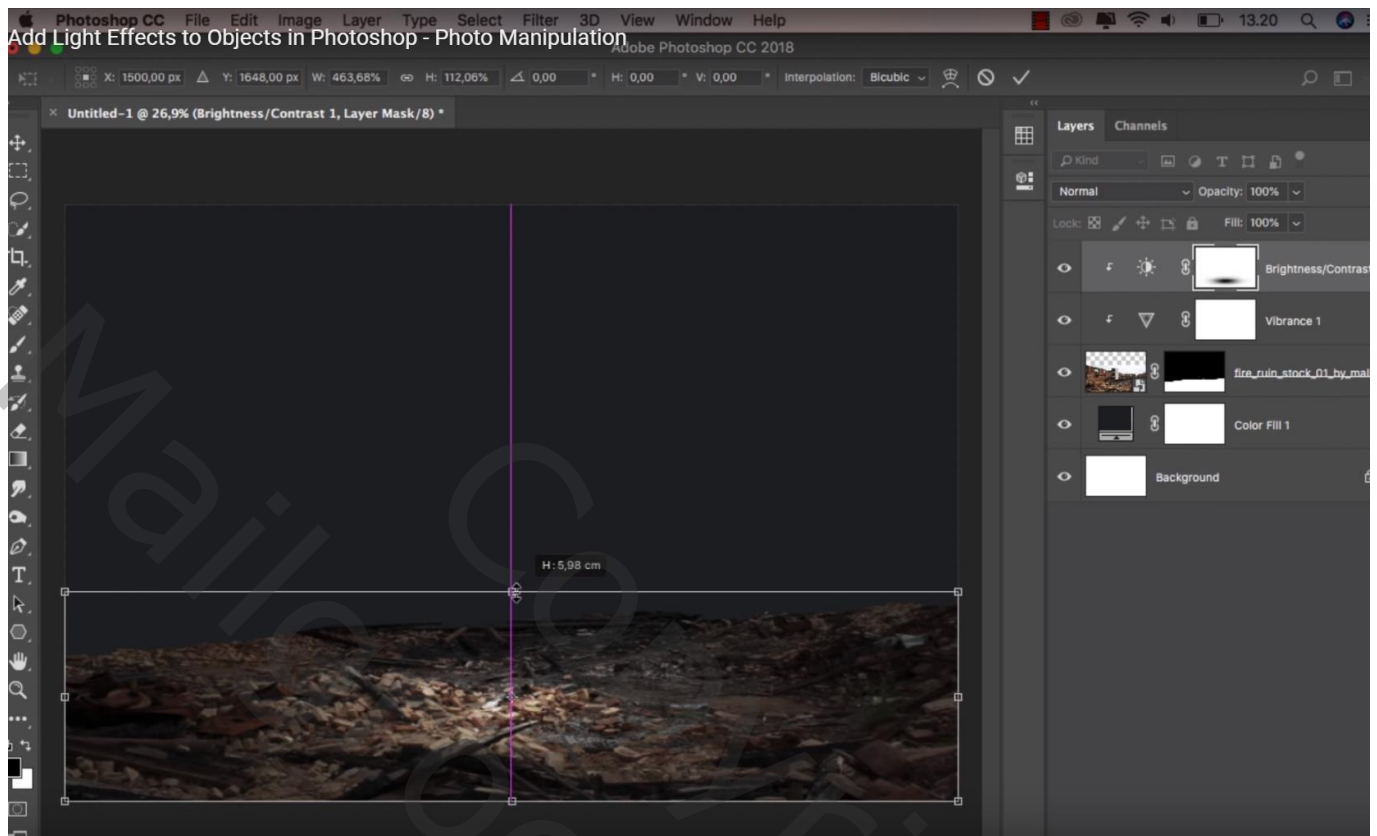 Photoshop CC File Edit Image Layer Type Select Filter 3D View Window Help 13.20
Add Light Effects to Objects in Photoshop - Photo Manipulation
Adobe Photoshop CC 2018
X: 1500,00 px Y: 1648,00 px W: 463,68% H: 112,06% 0,00 ° H: 0,00 ° V: 0,00 ° Interpolation: Bicubic
× Untitled-1 @ 26,9% (Brightness/Contrast 1, Layer Mask/8) *
Layers Channels
Kind
Normal Opacity: 100%
Lock: Fill: 100%
Brightness/Contrast
Vibrance 1
fire_ruin_stock_01_by_mal
Color Fill 1
Background
H: 5,98 cm